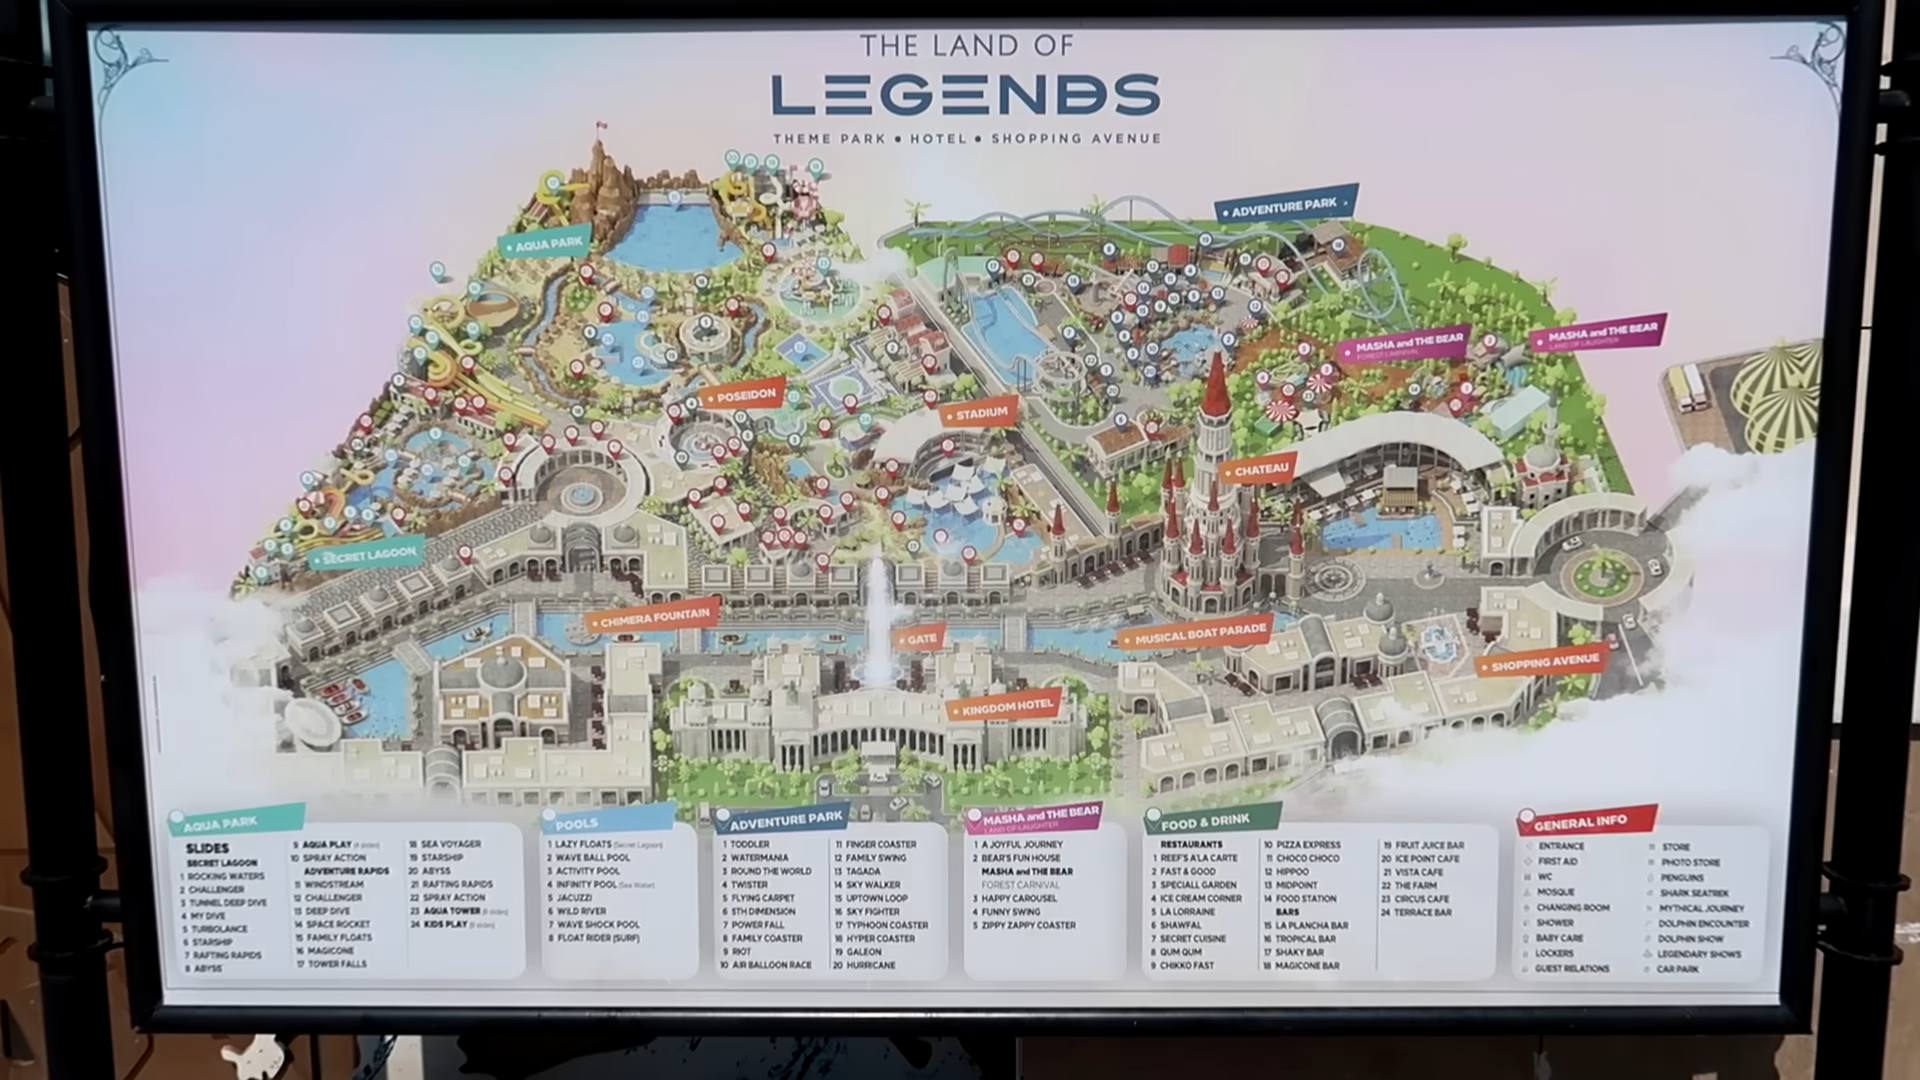 THE LAND OF
LEGENDS
THEME PARK • HOTEL • SHOPPING AVENUE
ADVENTURE PARK
AQUA PARK
MASHA and THE BEAR
LAND OF LAUGHTER
MASHA and THE BEAR
FOREST CARNIVAL
POSEIDON
STADIUM
CHATEAU
SECRET LAGOON
CHIMERA FOUNTAIN
GATE
MUSICAL BOAT PARADE
SHOPPING AVENUE
KINGDOM HOTEL
AQUA PARK
SLIDES
SECRET LAGOON
1 ROCKING WATERS
2 CHALLENGER
3 TUNNEL DEEP DIVE
4 MY DIVE
5 TURBOLANCE
6 STARSHIP
7 RAFTING RAPIDS
8 ABYSS
9 AQUA PLAY
10 SPRAY ACTION
ADVENTURE RAPIDS
11 WINDSTREAM
12 CHALLENGER
13 DEEP DIVE
14 SPACE ROCKET
15 FAMILY FLOATS
16 MAGICONE
17 TOWER FALLS
18 SEA VOYAGER
19 STARSHIP
20 ABYSS
21 RAFTING RAPIDS
22 SPRAY ACTION
23 AQUA TOWER
24 KIDS PLAY
POOLS
1 LAZY FLOATS (Secret Lagoon)
2 WAVE BALL POOL
3 ACTIVITY POOL
4 INFINITY POOL (Sea Water)
5 JACUZZI
6 WILD RIVER
7 WAVE SHOCK POOL
8 FLOAT RIDER (SURF)
ADVENTURE PARK
1 TODDLER
2 WATERMANIA
3 ROUND THE WORLD
4 TWISTER
5 FLYING CARPET
6 5TH DIMENSION
7 POWER FALL
8 FAMILY COASTER
9 RIOT
10 AIR BALLOON RACE
11 FINGER COASTER
12 FAMILY SWING
13 TAGADA
14 SKY WALKER
15 UPTOWN LOOP
16 SKY FIGHTER
17 TYPHOON COASTER
18 HYPER COASTER
19 GALEON
20 HURRICANE
MASHA and THE BEAR
LAND OF LAUGHTER
1 A JOYFUL JOURNEY
2 BEAR'S FUN HOUSE
MASHA and THE BEAR
FOREST CARNIVAL
3 HAPPY CAROUSEL
4 FUNNY SWING
5 ZIPPY ZAPPY COASTER
FOOD & DRINK
RESTAURANTS
1 REEF'S A'LA CARTE
2 FAST & GOOD
3 SPECIALL GARDEN
4 ICE CREAM CORNER
5 LA LORRAINE
6 SHAWFAL
7 SECRET CUISINE
8 QUM QUM
9 CHIKKO FAST
10 PIZZA EXPRESS
11 CHOCO CHOCO
12 HIPPOO
13 MIDPOINT
14 FOOD STATION
BARS
15 LA PLANCHA BAR
16 TROPICAL BAR
17 SHAKY BAR
18 MAGICONE BAR
19 FRUIT JUICE BAR
20 ICE POINT CAFE
21 VISTA CAFE
22 THE FARM
23 CIRCUS CAFE
24 TERRACE BAR
GENERAL INFO
ENTRANCE
FIRST AID
WC
MOSQUE
CHANGING ROOM
SHOWER
BABY CARE
LOCKERS
GUEST RELATIONS
STORE
PHOTO STORE
PENGUINS
SHARK SEATREK
MYTHICAL JOURNEY
DOLPHIN ENCOUNTER
DOLPHIN SHOW
LEGENDARY SHOWS
CAR PARK